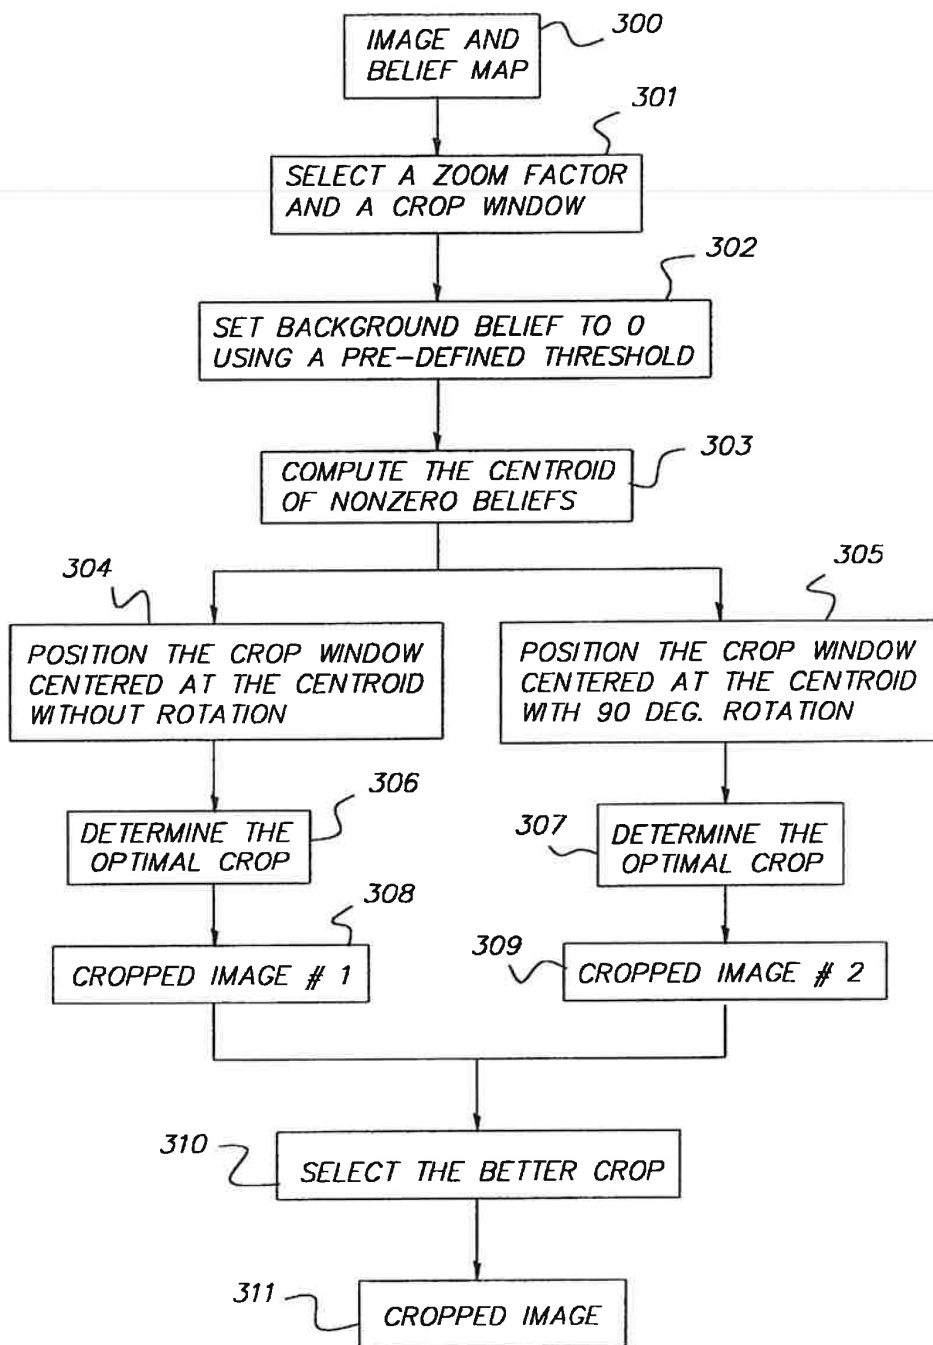 300
IMAGE AND
BELIEF MAP
301
SELECT A ZOOM FACTOR
AND A CROP WINDOW
302
SET BACKGROUND BELIEF TO 0
USING A PRE-DEFINED THRESHOLD
303
COMPUTE THE CENTROID
OF NONZERO BELIEFS
304
POSITION THE CROP WINDOW
CENTERED AT THE CENTROID
WITHOUT ROTATION
305
POSITION THE CROP WINDOW
CENTERED AT THE CENTROID
WITH 90 DEG. ROTATION
306
DETERMINE THE
OPTIMAL CROP
307
DETERMINE THE
OPTIMAL CROP
308
CROPPED IMAGE # 1
309
CROPPED IMAGE # 2
310
SELECT THE BETTER CROP
311
CROPPED IMAGE